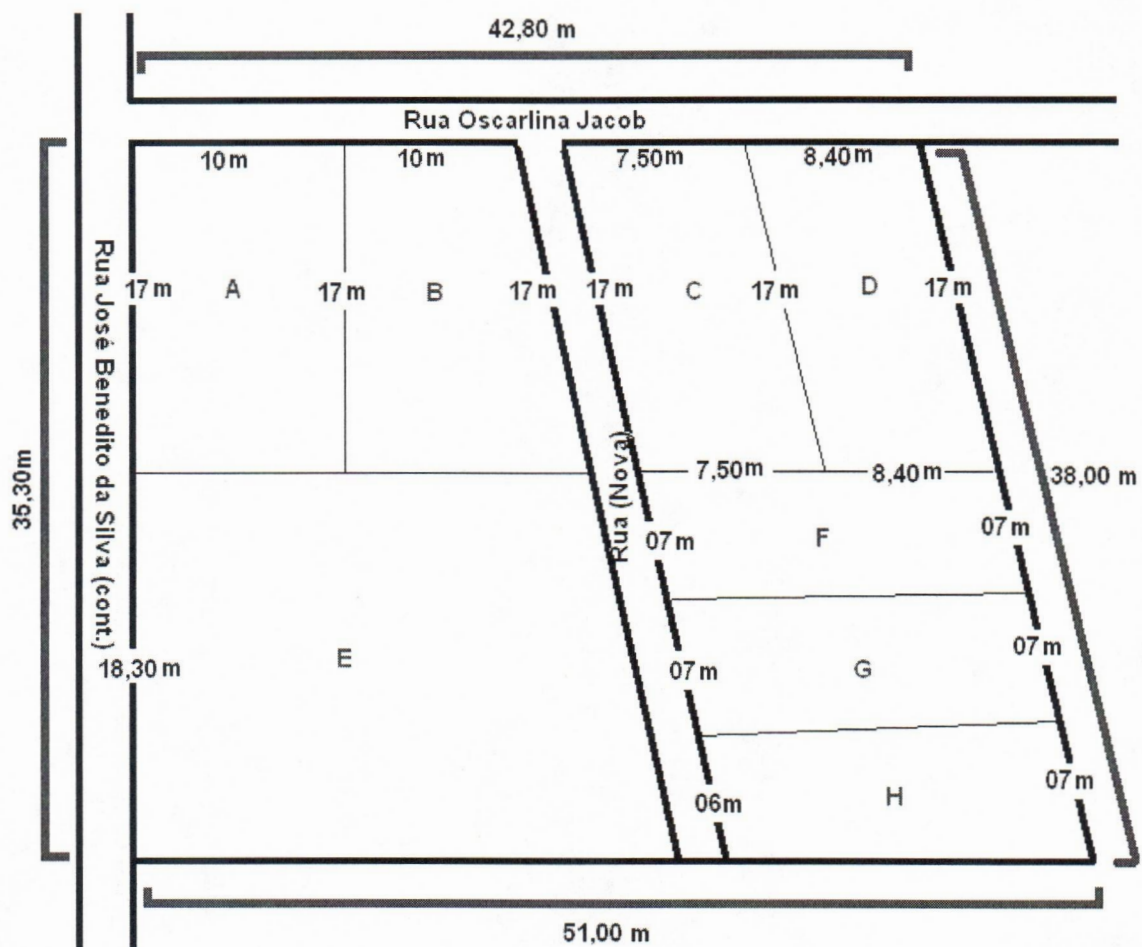 42,80 m
Rua Oscarlina Jacob
10 m
10 m
7,50m
8,40 m
Rua José Benedito da Silva (cont.)
17 m
A
17 m
B
17 m
17 m
C
17 m
D
17 m
35,30m
Rua (Nova)
7,50m
8,40 m
38,00 m
07 m
F
07 m
18,30 m
E
07 m
G
07 m
06m
H
07 m
51,00 m